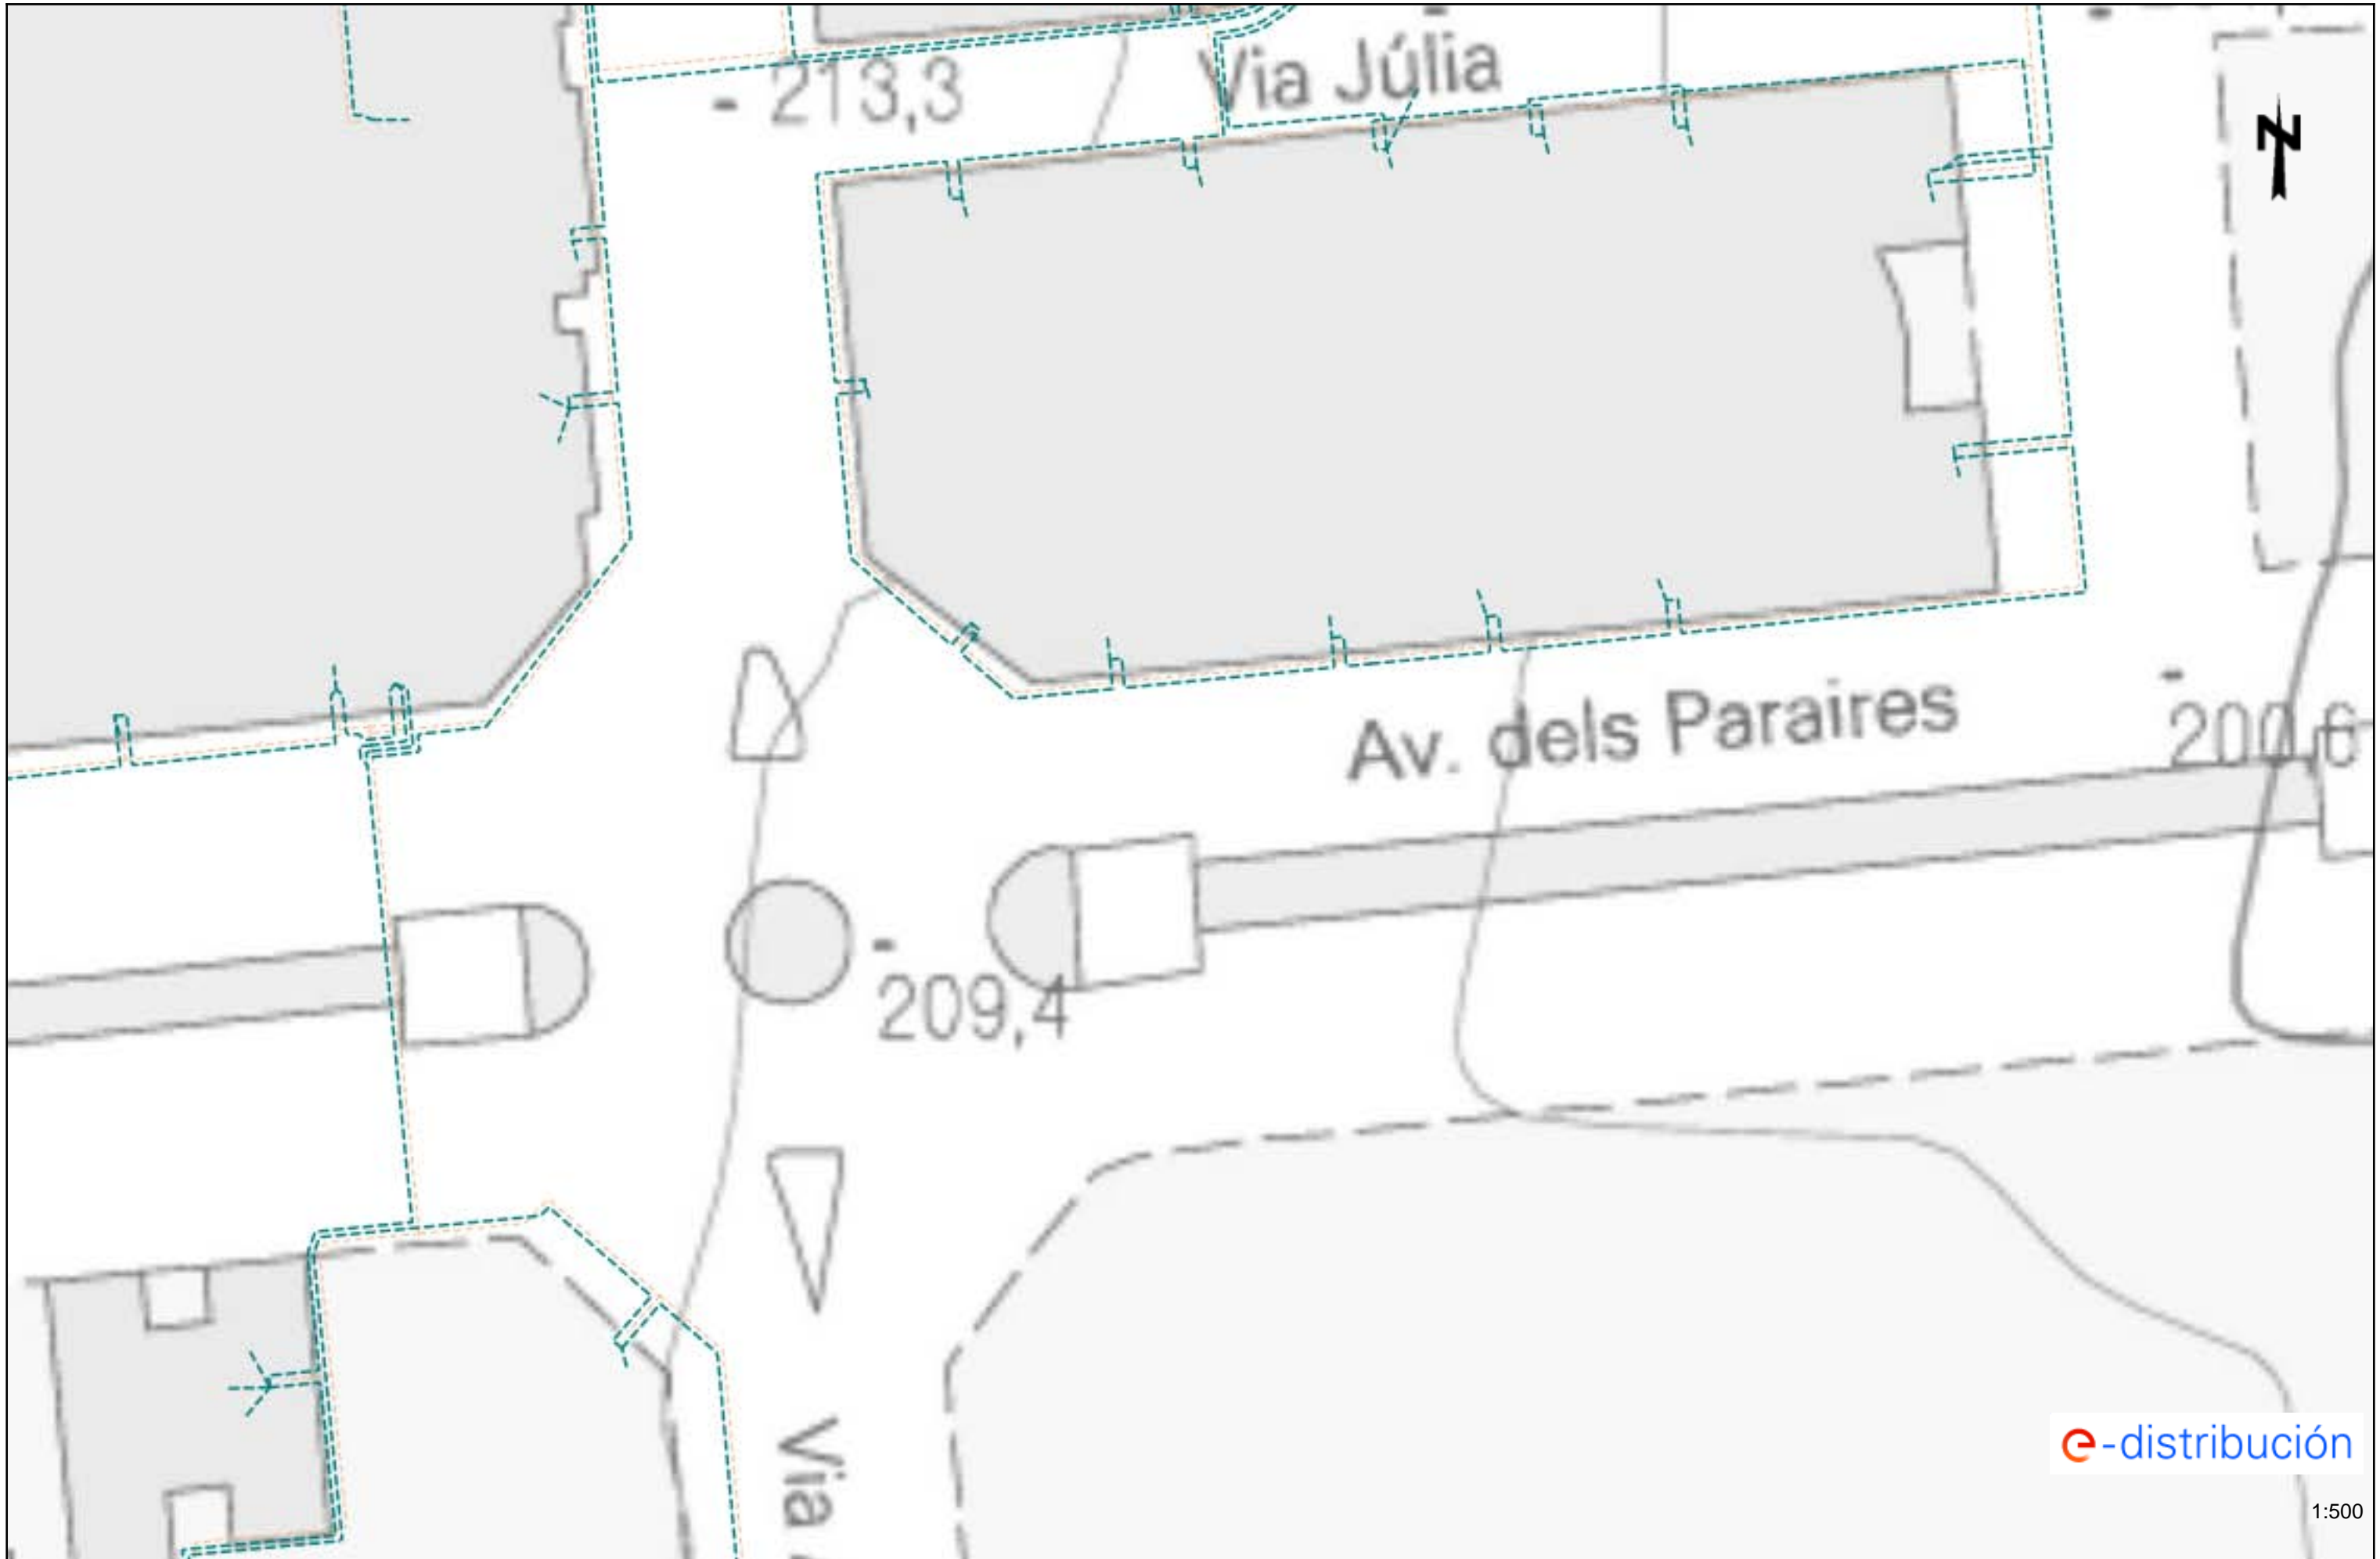 Via Júlia
- 213,3
N
Av. dels Paraires
200,6
209,4
Via
e-distribución
1:500